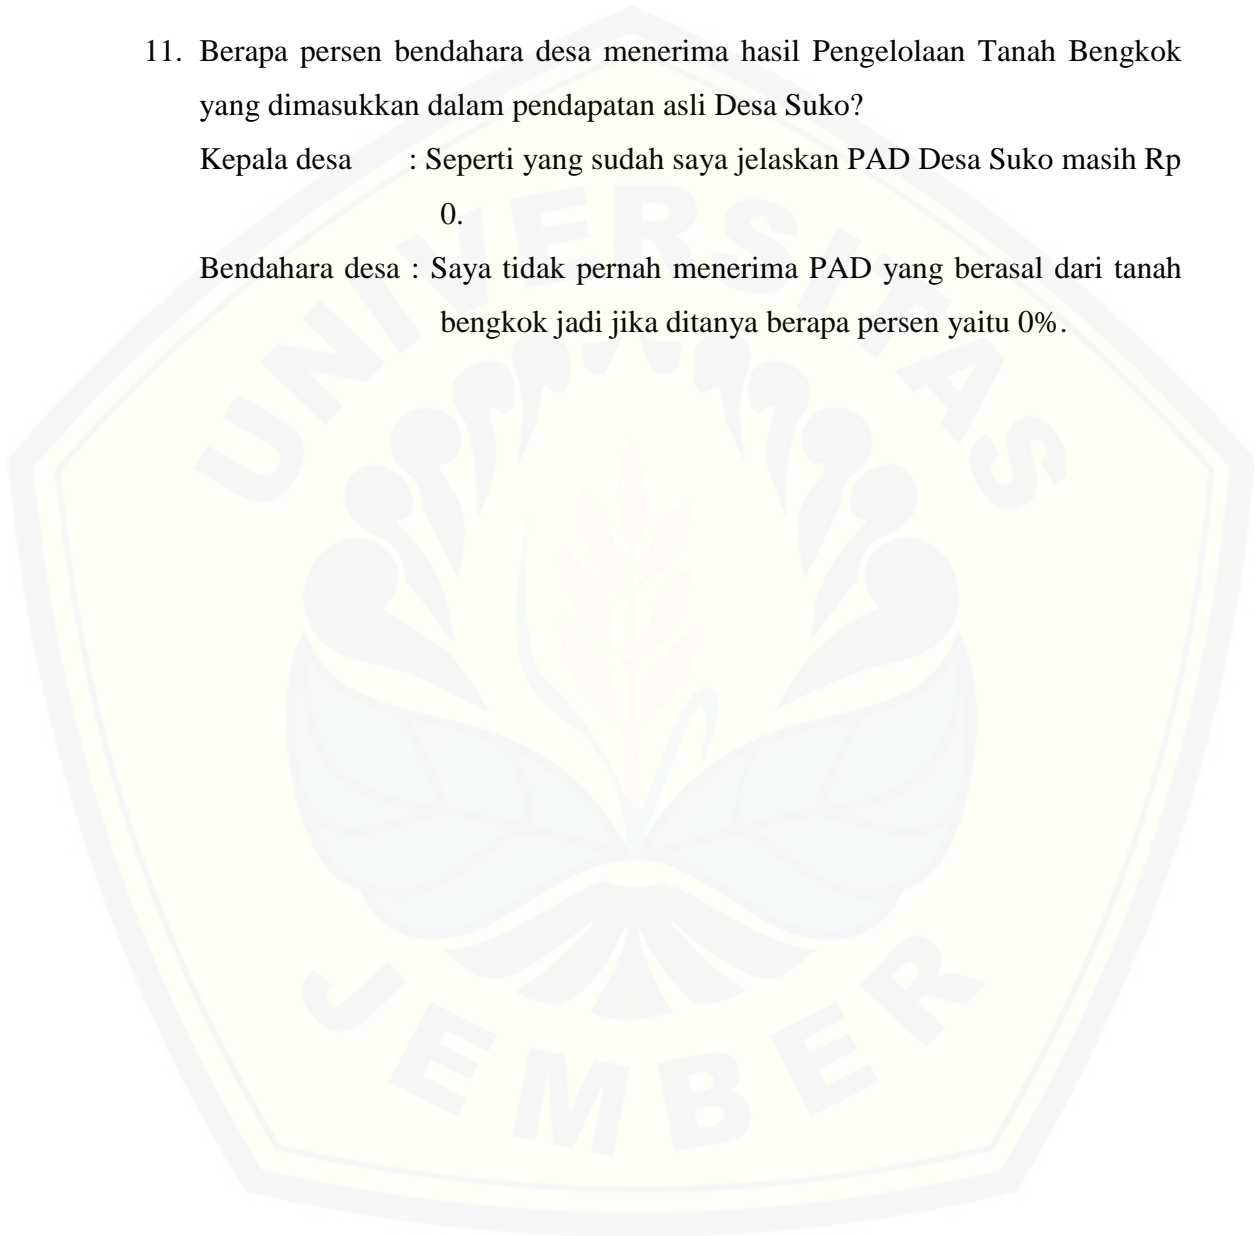 11. Berapa persen bendahara desa menerima hasil Pengelolaan Tanah Bengkok
yang dimasukkan dalam pendapatan asli Desa Suko?
Kepala desa : Seperti yang sudah saya jelaskan PAD Desa Suko masih Rp
0.
Bendahara desa : Saya tidak pernah menerima PAD yang berasal dari tanah
bengkok jadi jika ditanya berapa persen yaitu 0%.
UNIVERSITAS
JEMBER